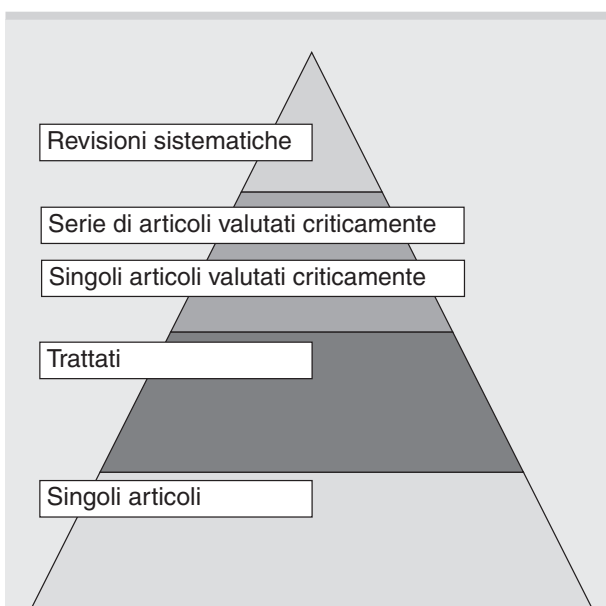 Revisioni sistematiche
Serie di articoli valutati criticamente
Singoli articoli valutati criticamente
Trattati
Singoli articoli